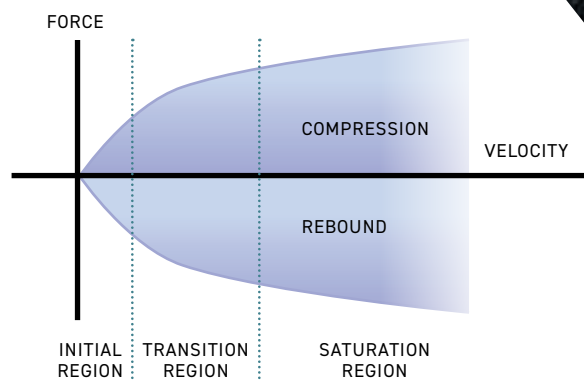 FORCE
COMPRESSION
VELOCITY
REBOUND
INITIAL
REGION
TRANSITION
REGION
SATURATION
REGION